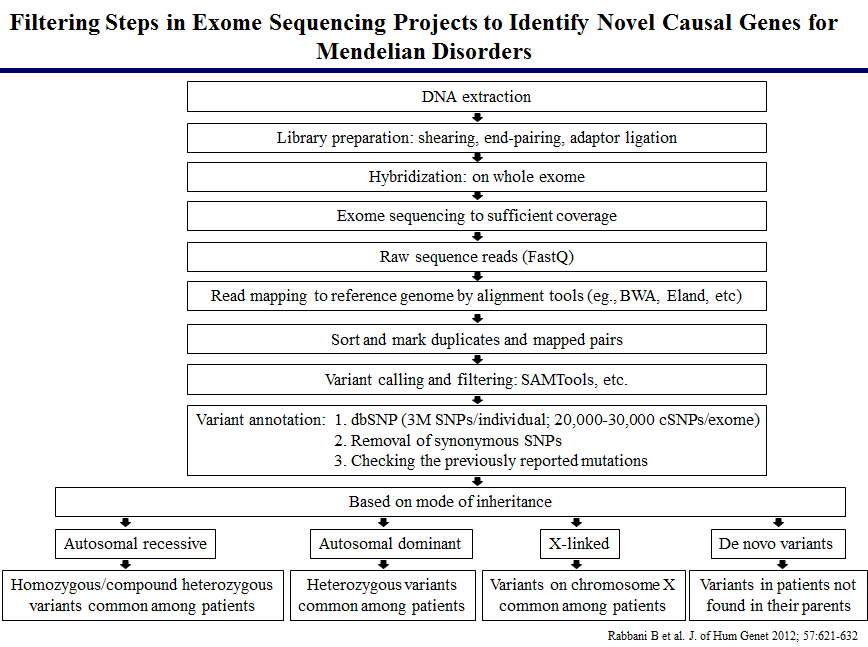 Filtering Steps in Exome Sequencing Projects to Identify Novel Causal Genes for
Mendelian Disorders
DNA extraction
Library preparation: shearing, end-pairing, adaptor ligation
Hybridization: on whole exome
Exome sequencing to sufficient coverage
Raw sequence reads (FastQ)
Read mapping to reference genome by alignment tools (eg., BWA, Eland, etc)
Sort and mark duplicates and mapped pairs
Variant calling and filtering: SAMTools, etc.
Variant annotation: 1. dbSNP (3M SNPs/individual; 20,000-30,000 cSNPs/exome)
2. Removal of synonymous SNPs
3. Checking the previously reported mutations
Based on mode of inheritance
Autosomal recessive
Autosomal dominant
X-linked
De novo variants
Homozygous/compound heterozygous
variants common among patients
Heterozygous variants
common among patients
Variants on chromosome X
common among patients
Variants in patients not
found in their parents
Rabbani B et al. J. of Hum Genet 2012; 57:621-632